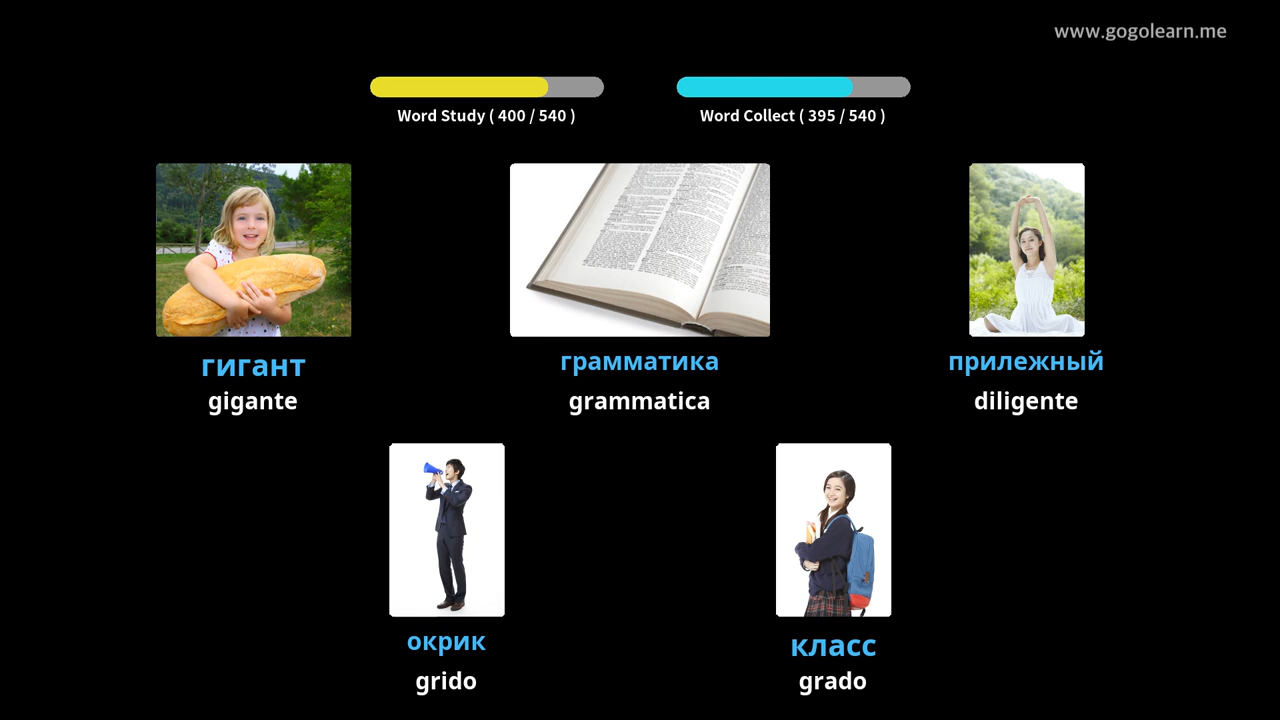 www.gogolearn.me
Word Study ( 400 / 540 )
Word Collect ( 395 / 540 )
гигант
gigante
грамматика
grammatica
прилежный
diligente
окрик
grido
класс
grado